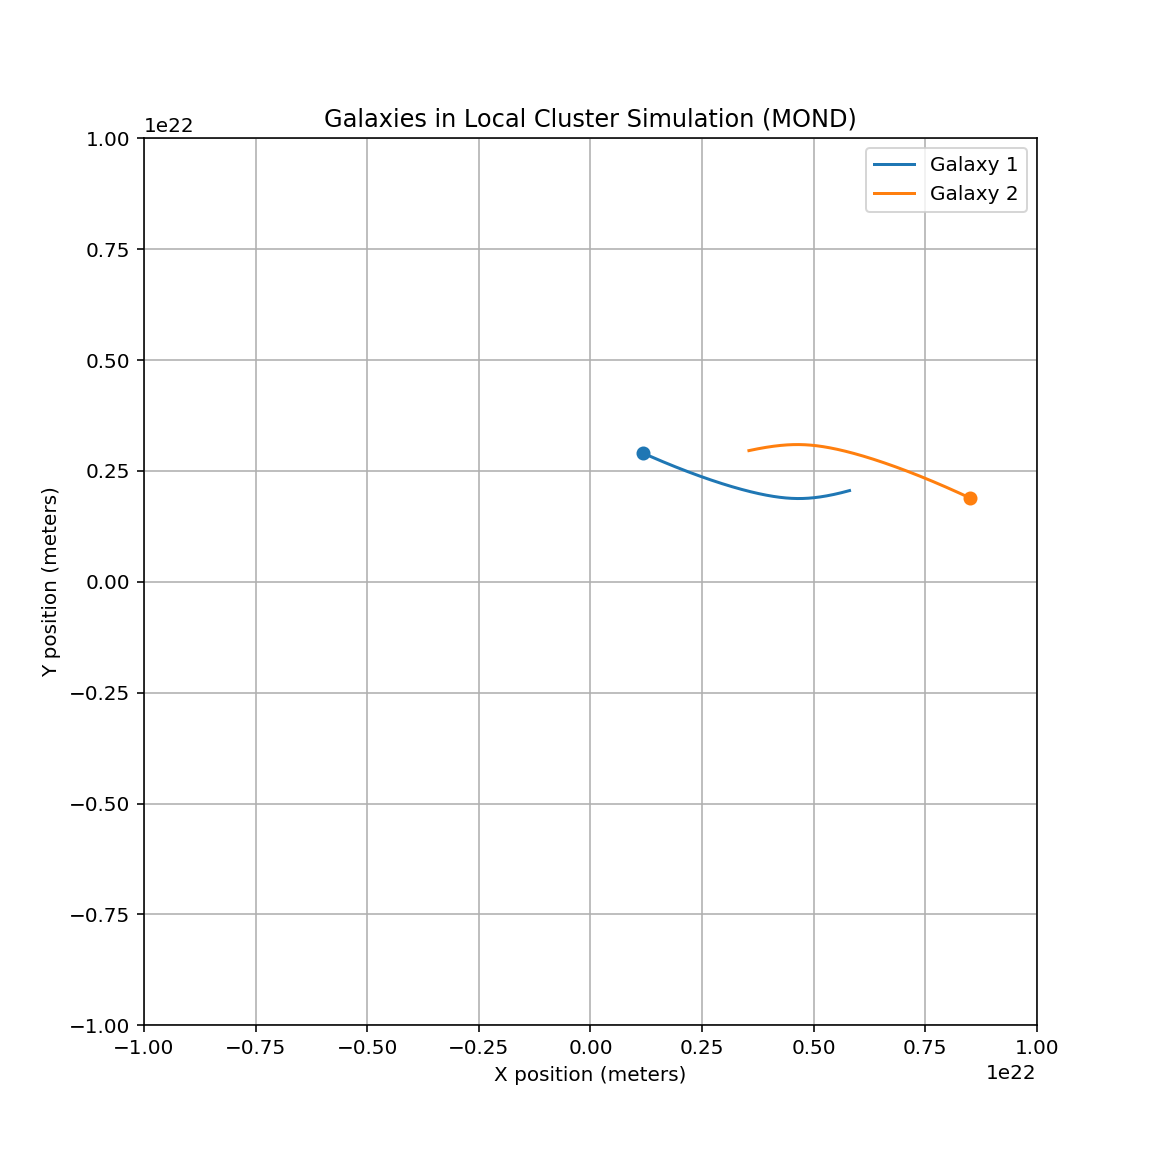 Galaxies in Local Cluster Simulation (MOND)
1e22
Galaxy 1
Galaxy 2
Y position (meters)
1.00
0.75
0.50
0.25
0.00
−0.25
−0.50
−0.75
−1.00
−1.00 −0.75 −0.50 −0.25 0.00 0.25 0.50 0.75 1.00
X position (meters)
1e22